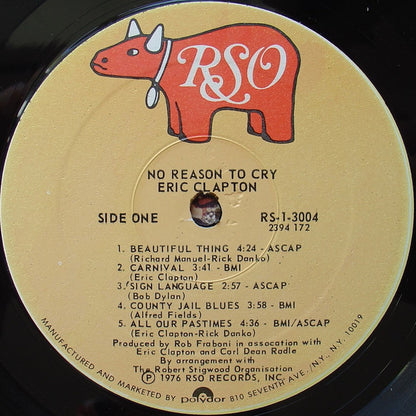 RSO
NO REASON TO CRY
ERIC CLAPTON
SIDE ONE
RS-1-3004
2394 172
1. BEAUTIFUL THING 4:24 - ASCAP
(Richard Manuel-Rick Danko)
2. CARNIVAL 3:41 - BMI
(Eric Clapton)
3. SIGN LANGUAGE 2:57 - ASCAP
(Bob Dylan)
4. COUNTY JAIL BLUES 3:58 - BMI
(Alfred Fields)
5. ALL OUR PASTIMES 4:36 - BMI/ASCAP
(Eric Clapton-Rick Danko)
Produced by Rob Fraboni in association with
Eric Clapton and Carl Dean Radle
By arrangement with
The Robert Stigwood Organisation
Ⓟ 1976 RSO RECORDS, INC.
MANUFACTURED AND MARKETED BY polydor 810 SEVENTH AVE., N.Y., N.Y. 10019